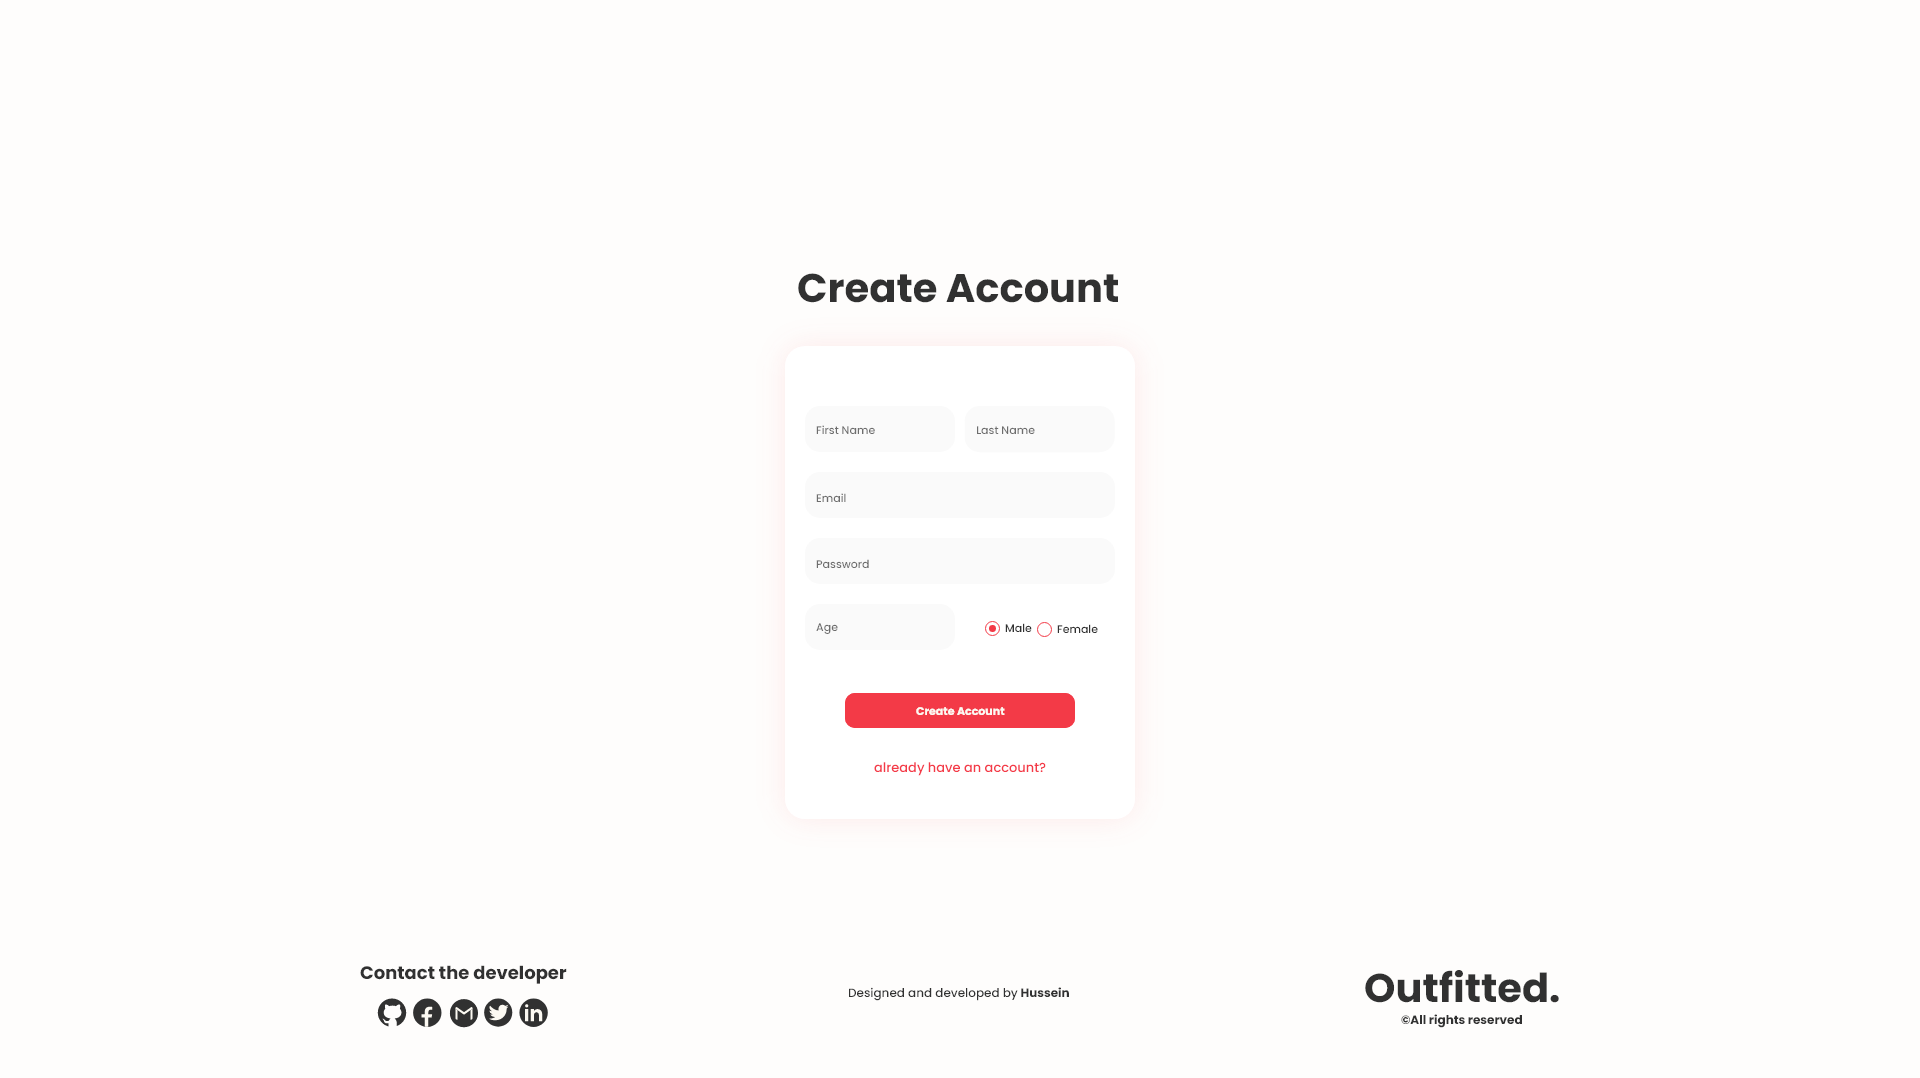 Create Account
First Name
Last Name
Email
Password
Age
Male
Female
Create Account
already have an account?
Contact the developer
Designed and developed by Hussein
Outfitted.
©All rights reserved